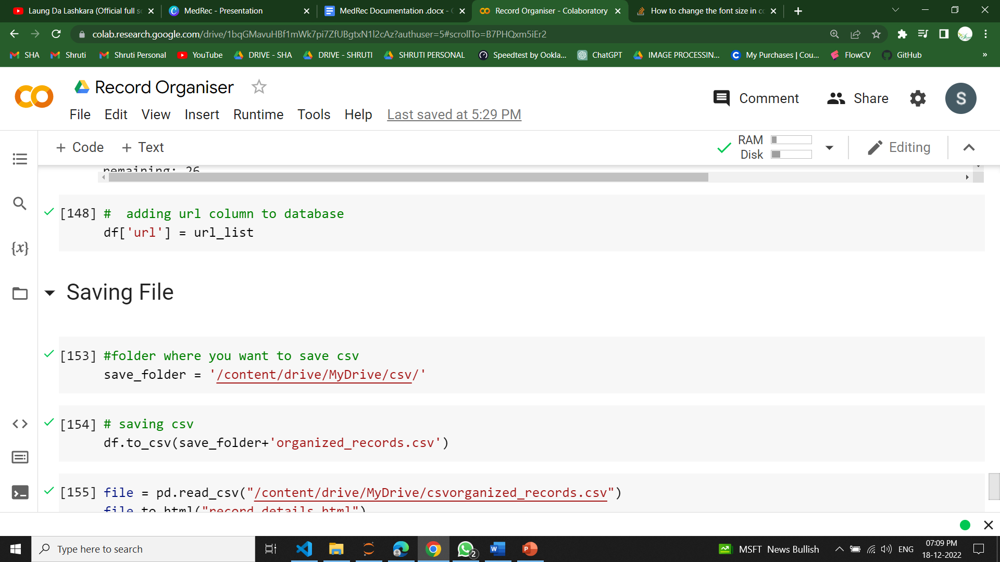 Laung Da Lashkara (Official full
MedRec - Presentation
MedRec Documentation .docx -
Record Organiser - Colaboratory
How to change the font size in
colab.research.google.com/drive/1bqGMavuHBf1mWk7pi7ZfUBgtxN1l2cAz?authuser=5#scrollTo=B7PHQxm5iEr2
SHA
Shruti
Shruti Personal
YouTube
DRIVE - SHA
DRIVE - SHRUTI
SHRUTI PERSONAL
Speedtest by Ookla...
ChatGPT
IMAGE PROCESSIN...
My Purchases | Cou...
FlowCV
GitHub
»
Record Organiser
Comment
Share
S
File Edit View Insert Runtime Tools Help Last saved at 5:29 PM
+ Code + Text
RAM
Disk
Editing
remaining: 26
[148] #  adding url column to database
df['url'] = url_list
{x}
Saving File
[153] #folder where you want to save csv
save_folder = '/content/drive/MyDrive/csv/'
[154] # saving csv
df.to_csv(save_folder+'organized_records.csv')
[155] file = pd.read_csv("/content/drive/MyDrive/csvorganized_records.csv")
file.to_html("record_details.html")
Type here to search
2
MSFT News Bullish
ENG
07:09 PM
18-12-2022